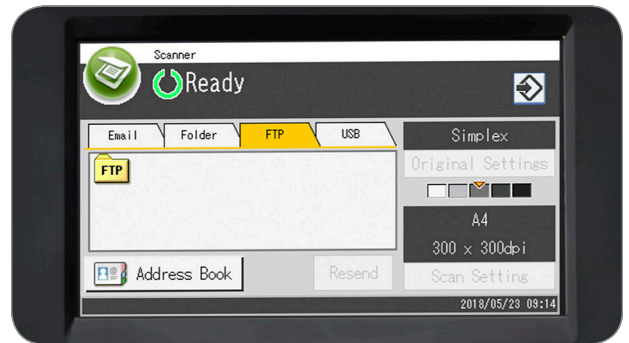 Scanner
Ready
Email Folder FTP USB
FTP
Address Book
Resend
Simplex
Original Settings
A4
300 × 300dpi
Scan Setting
2018/05/23 09:14